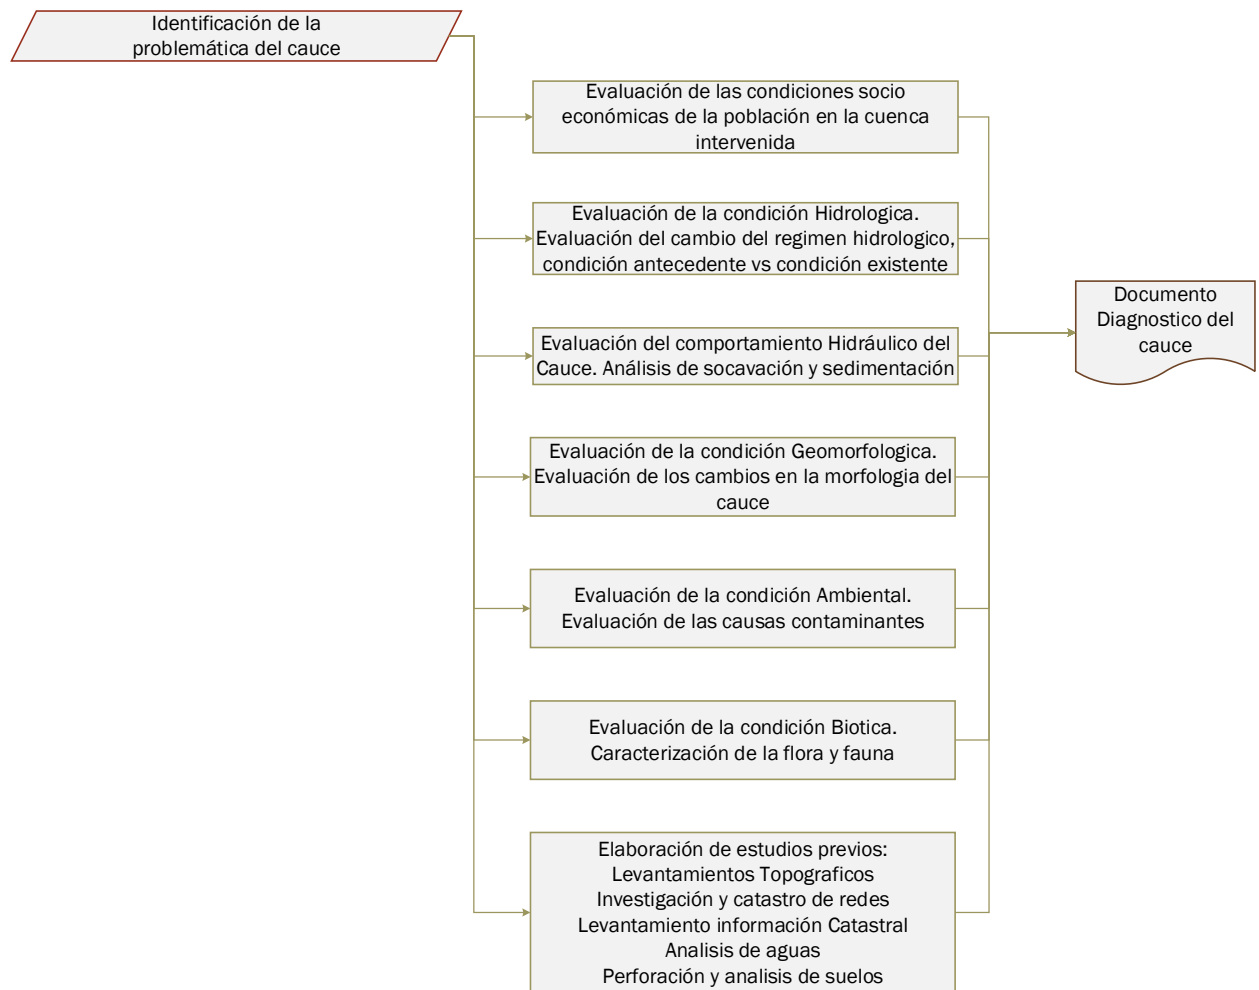 Identificación de la
problemática del cauce
Evaluación de las condiciones socio
económicas de la población en la cuenca
intervenida
Evaluación de la condición Hidrologica.
Evaluación del cambio del regimen hidrologico,
condición antecedente vs condición existente
Evaluación del comportamiento Hidráulico del
Cauce. Análisis de socavación y sedimentación
Evaluación de la condición Geomorfologica.
Evaluación de los cambios en la morfologia del
cauce
Evaluación de la condición Ambiental.
Evaluación de las causas contaminantes
Evaluación de la condición Biotica.
Caracterización de la flora y fauna
Elaboración de estudios previos:
Levantamientos Topograficos
Investigación y catastro de redes
Levantamiento información Catastral
Analisis de aguas
Perforación y analisis de suelos
Documento
Diagnostico del
cauce